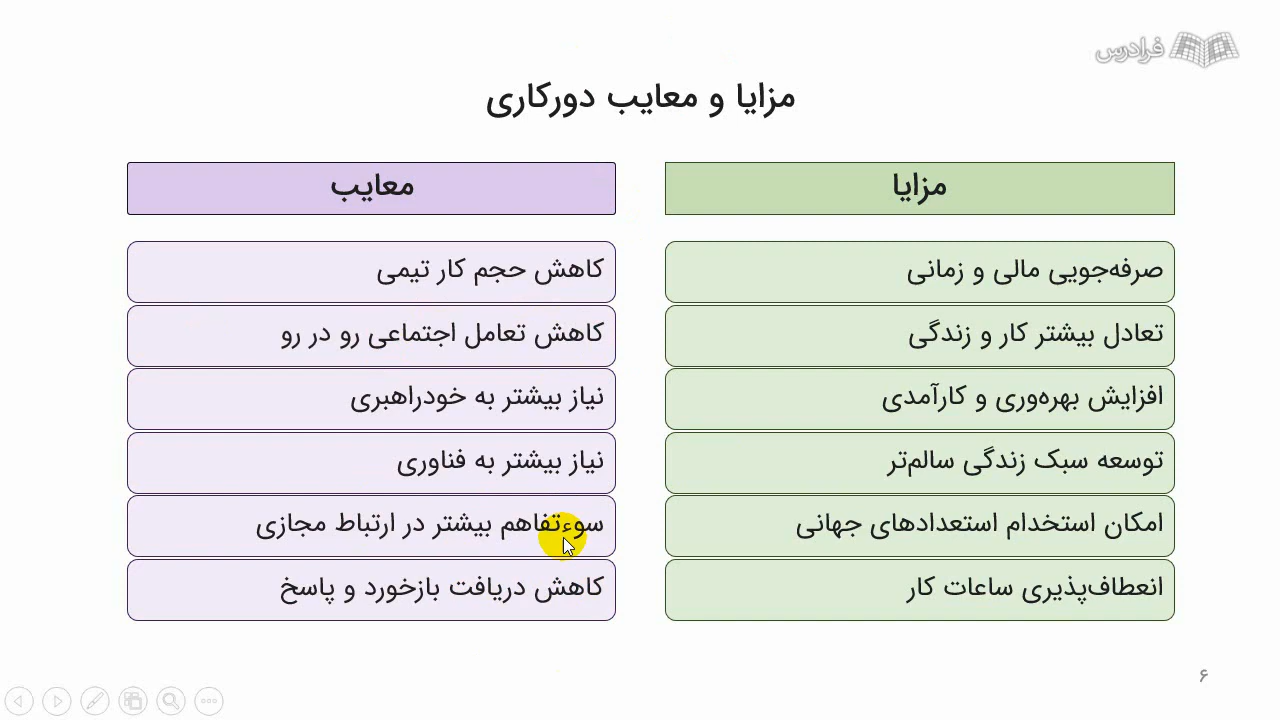 فرادرس
مزایا و معایب دورکاری
مزایا
صرفه‌جویی مالی و زمانی
تعادل بیشتر کار و زندگی
افزایش بهره‌وری و کارآمدی
توسعه سبک زندگی سالم‌تر
امکان استخدام استعدادهای جهانی
انعطاف‌پذیری ساعات کار
معایب
کاهش حجم کار تیمی
کاهش تعامل اجتماعی رو در رو
نیاز بیشتر به خودراهبری
نیاز بیشتر به فناوری
سوءتفاهم بیشتر در ارتباط مجازی
کاهش دریافت بازخورد و پاسخ
۶